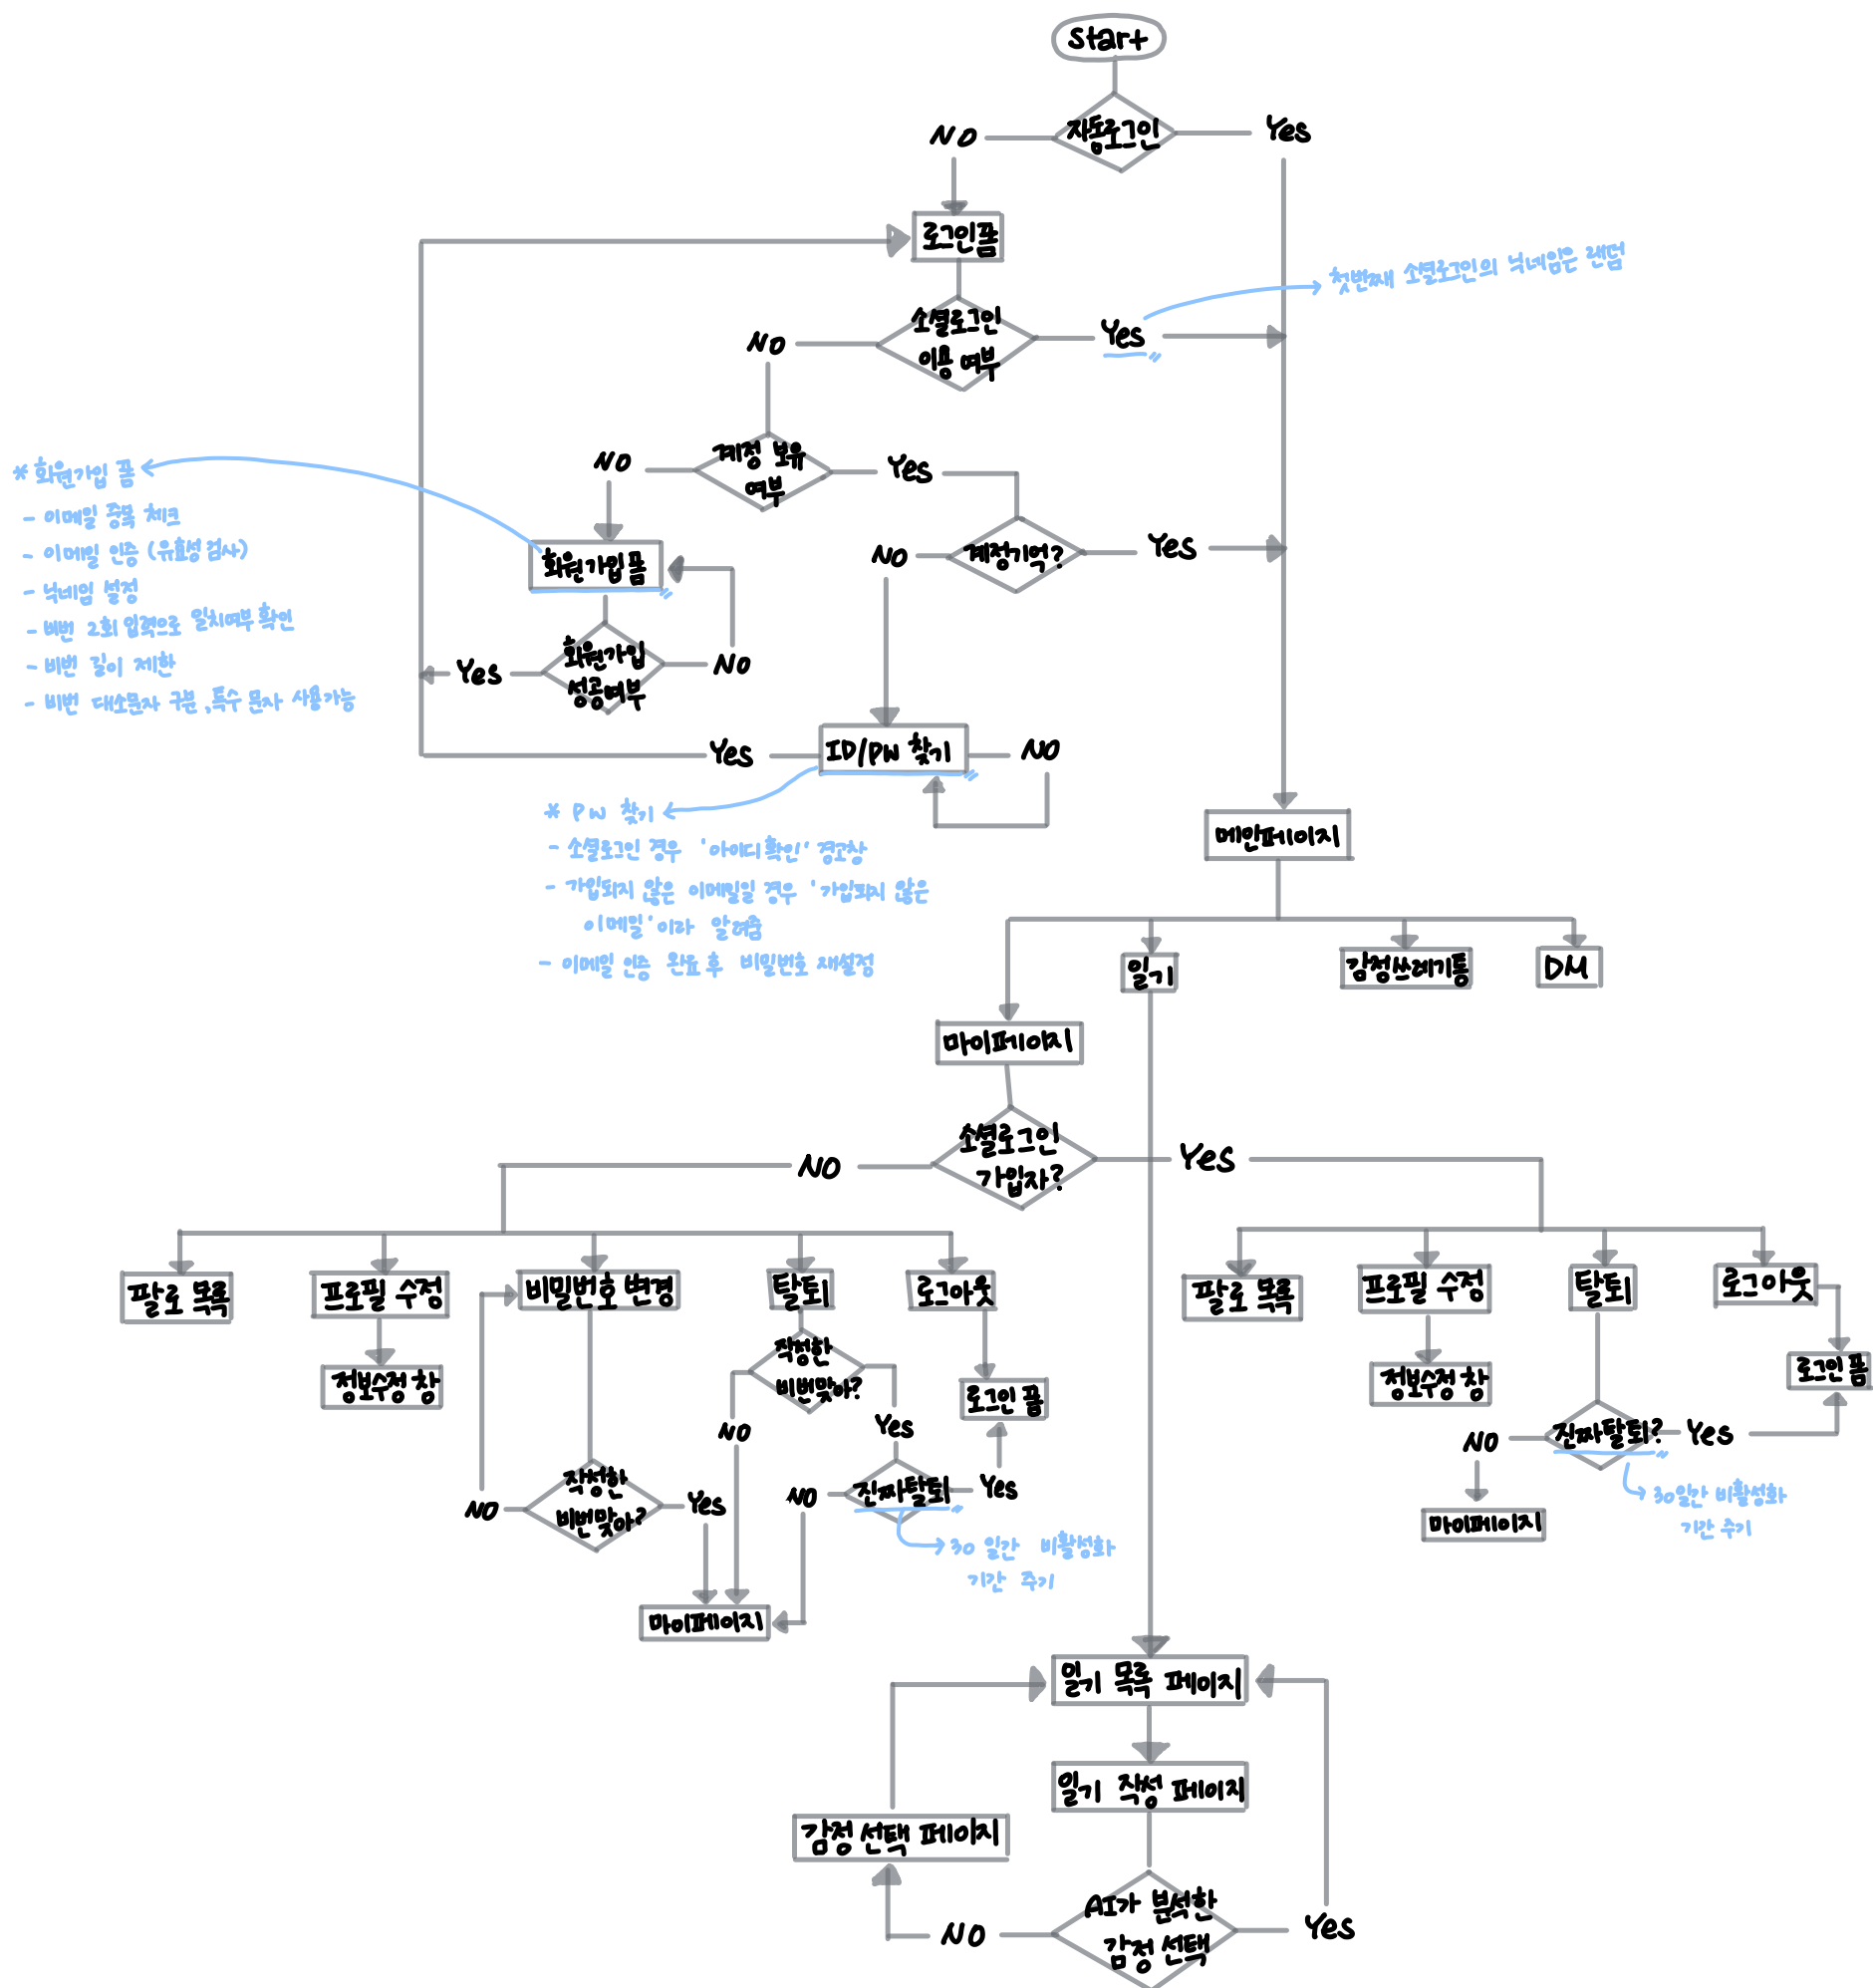 Start
자동로그인
NO
Yes
로그인폼
첫번째 소셜로그인의 닉네임은 랜덤
소셜로그인
이용 여부
NO
Yes
계정 보유
여부
NO
Yes
* 회원가입 폼
- 이메일 중복 체크
- 이메일 인증 (유효성 검사)
- 닉네임 설정
- 비번 2회 입력으로 일치여부 확인
- 비번 길이 제한
- 비번 대소문자 구분, 특수 문자 사용가능
회원가입폼
계정기억?
NO
Yes
회원가입
성공여부
Yes
NO
ID/PW 찾기
Yes
NO
* PW 찾기
- 소셜로그인 경우 '아이디확인' 경고창
- 가입되지 않은 이메일일 경우 '가입돠지 않은
이메일'이라 알려줌
- 이메일 인증 완료 후 비밀번호 재설정
메인페이지
일기
감정쓰레기통
DM
마이페이지
소셜로그인
가입자?
NO
Yes
팔로 목록
프로필 수정
비밀번호 변경
탈퇴
로그아웃
팔로 목록
프로필 수정
탈퇴
로그아웃
정보수정 창
작성한
비번맞아?
로그인 폼
정보수정 창
로그인 폼
NO
Yes
진짜탈퇴?
NO
Yes
작성한
비번맞아?
NO
Yes
진짜탈퇴
NO
Yes
30일간 비활성화
기간 주기
마이페이지
30 일간 비활성화
기간 주기
마이페이지
일기 목록 페이지
일기 작성 페이지
감정 선택 페이지
AI가 분석한
감정 선택
NO
Yes